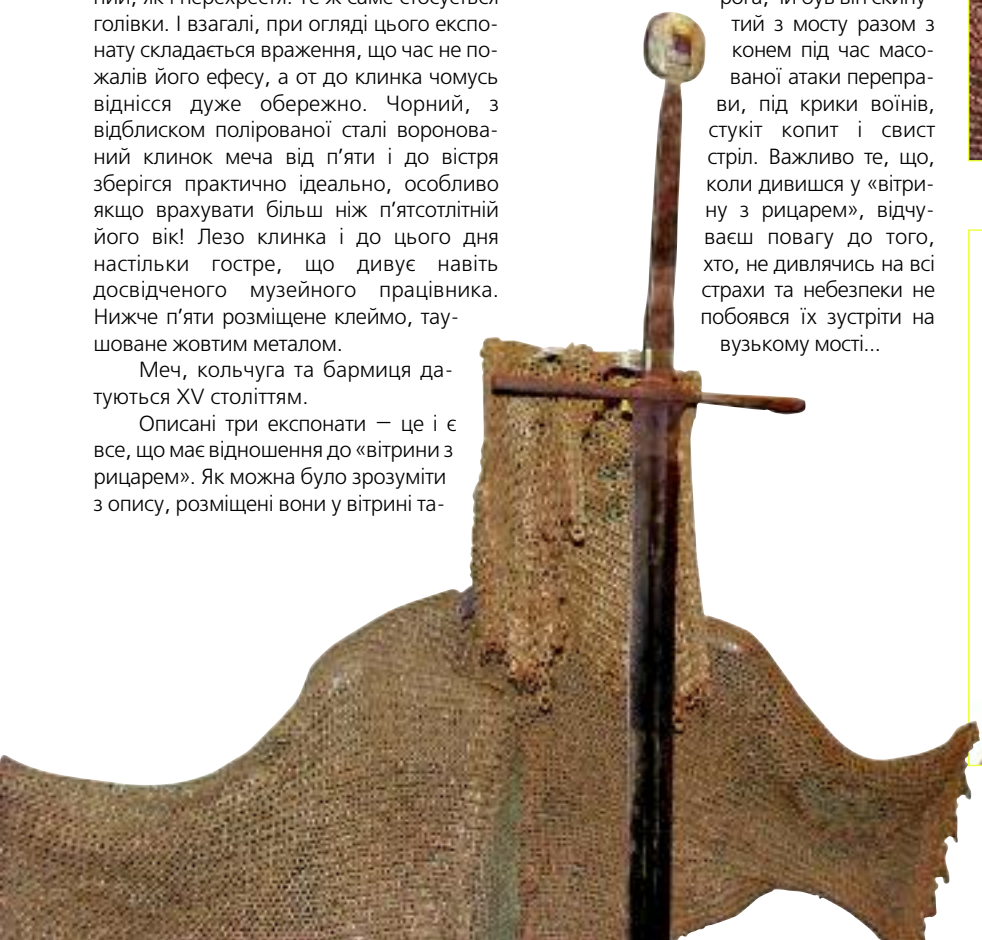 ний, як і перехрестя. Те ж саме стосується
голівки. І взагалі, при огляді цього експо-
нату складається враження, що час не по-
жалів його ефесу, а от до клинка чомусь
віднісся дуже обережно. Чорний, з
відблиском полірованої сталі воронова-
ний клинок меча від п’яти і до вістря
зберігся практично ідеально, особливо
якщо врахувати більш ніж п’ятсотлітній
його вік! Лезо клинка і до цього дня
настільки гостре, що дивує навіть
досвідченого музейного працівника.
Нижче п’яти розміщене клеймо, тау-
шоване жовтим металом.
Меч, кольчуга та бармиця да-
туються XV століттям.
Описані три експонати — це і є
все, що має відношення до «вітрини з
рицарем». Як можна було зрозуміти
з опису, розміщені вони у вітрині та-
рога, чи був він скину-
тий з мосту разом з
конем під час масо-
ваної атаки перепра-
ви, під крики воїнів,
стукіт копит і свист
стріл. Важливо те, що,
коли дивишся у «вітри-
ну з рицарем», відчу-
ваєш повагу до того,
хто, не дивлячись на всі
страхи та небезпеки не
побоявся їх зустріти на
вузькому мості...